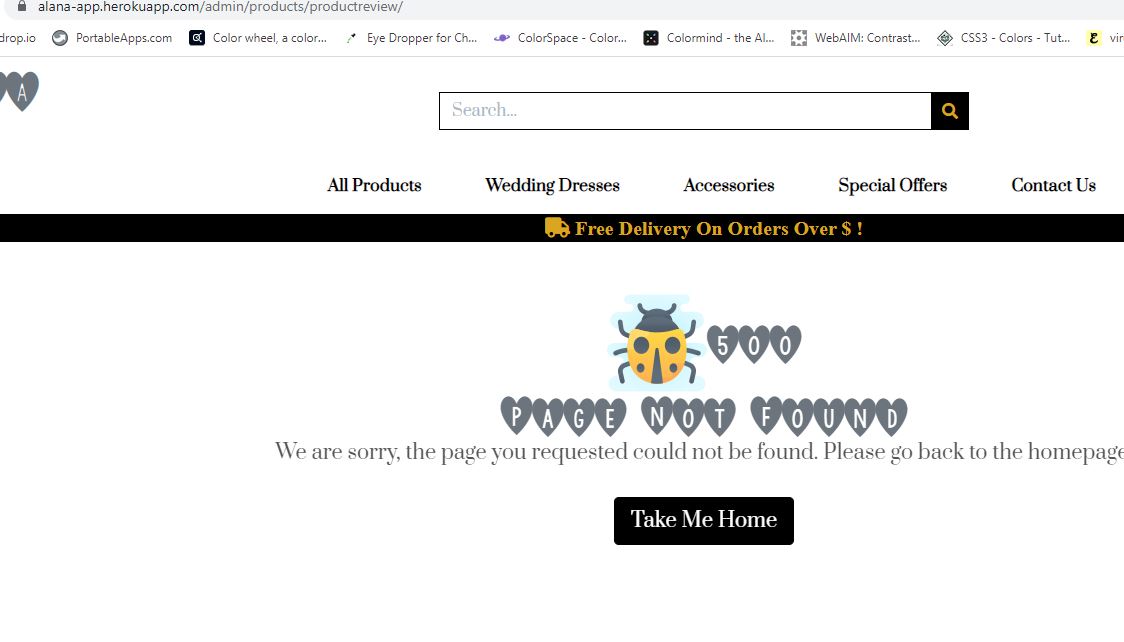 alana-app.herokuapp.com/admin/products/productreview/
drop.io PortableApps.com Color wheel, a color... Eye Dropper for Ch... ColorSpace - Color... Colormind - the AI... WebAIM: Contrast... CSS3 - Colors - Tut... vir
A
Search...
All Products Wedding Dresses Accessories Special Offers Contact Us
Free Delivery On Orders Over $ !
500
PAGE NOT FOUND
We are sorry, the page you requested could not be found. Please go back to the homepage
Take Me Home